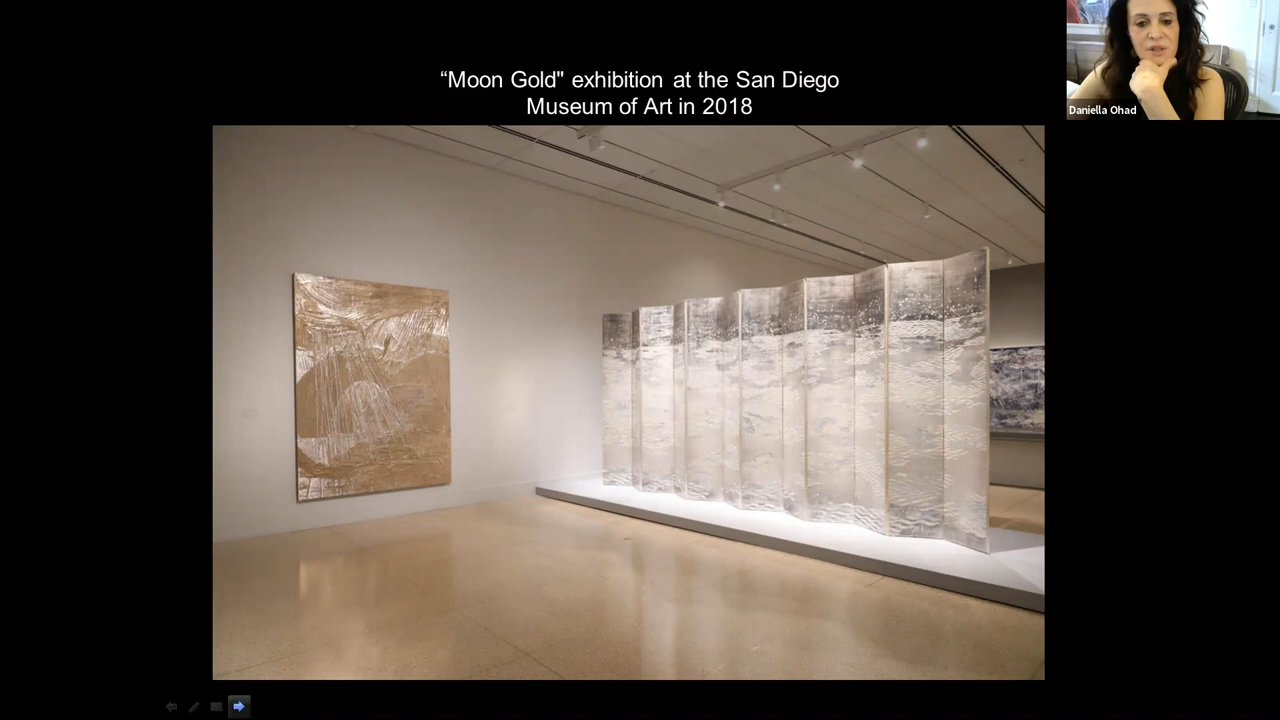 “Moon Gold" exhibition at the San Diego
Museum of Art in 2018
Daniella Ohad